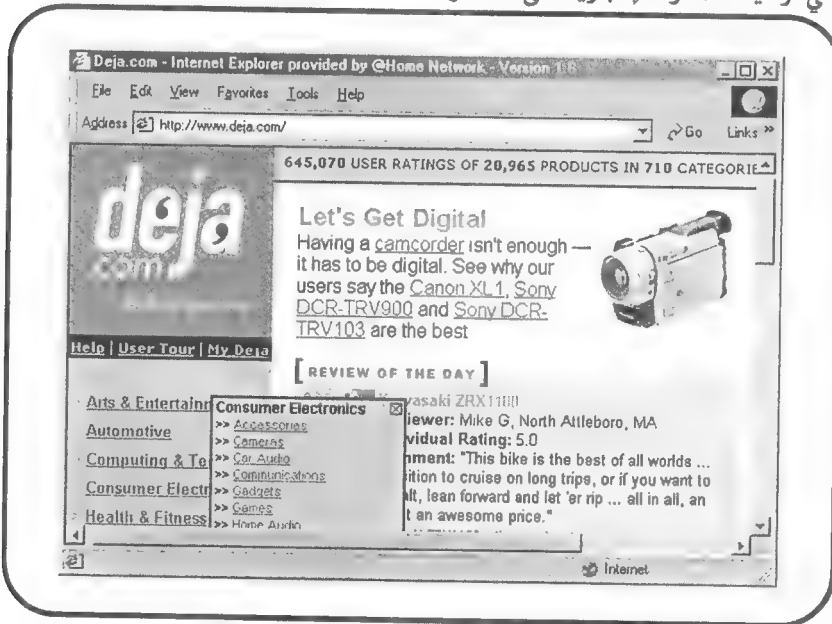 Deja.com - Internet Explorer provided by @Home Network - Version 1.6
File Edit View Favorites Tools Help
Address http://www.deja.com/ Go Links »
645,070 USER RATINGS OF 20,965 PRODUCTS IN 710 CATEGORIE
deja
.com
Let's Get Digital
Having a camcorder isn't enough —
it has to be digital. See why our
users say the Canon XL1, Sony
DCR-TRV900 and Sony DCR-
TRV103 are the best
Help | User Tour | My Deja
[ REVIEW OF THE DAY ]
vasaki ZRX1100
iewer: Mike G, North Attleboro, MA
vidual Rating: 5.0
nment: "This bike is the best of all worlds ...
ition to cruise on long trips, or if you want to
lt, lean forward and let 'er rip ... all in all, an
t an awesome price."
Arts & Entertainm
Automotive
Computing & Te
Consumer Electr
Health & Fitness
Consumer Electronics
>> Accessories
>> Cameras
>> Car Audio
>> Communications
>> Gadgets
>> Games
>> Home Audio
Internet